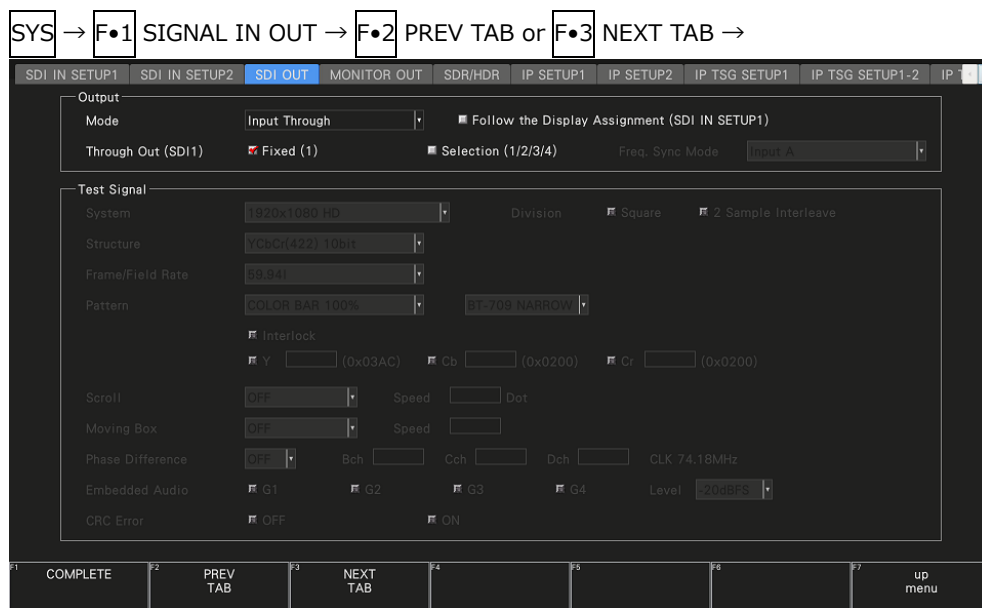 SYS → F•1 SIGNAL IN OUT → F•2 PREV TAB or F•3 NEXT TAB →
SDI IN SETUP1 SDI IN SETUP2 SDI OUT MONITOR OUT SDR/HDR IP SETUP1 IP SETUP2 IP TSG SETUP1 IP TSG SETUP1-2 IP
Output
Mode Input Through Follow the Display Assignment (SDI IN SETUP1)
Through Out (SDI1) Fixed (1) Selection (1/2/3/4) Freq. Sync Mode Input A
Test Signal
System 1920x1080 HD Division Square 2 Sample Interleave
Structure YCbCr(422) 10bit
Frame/Field Rate 59.94I
Pattern COLOR BAR 100% BT-709 NARROW
Interlock
Y (0x03AC) Cb (0x0200) Cr (0x0200)
Scroll OFF Speed Dot
Moving Box OFF Speed
Phase Difference OFF Bch Cch Dch CLK 74.18MHz
Embedded Audio G1 G2 G3 G4 Level -20dBFS
CRC Error OFF ON
F1 COMPLETE F2 PREV TAB F3 NEXT TAB F4 F5 F6 F7 up menu